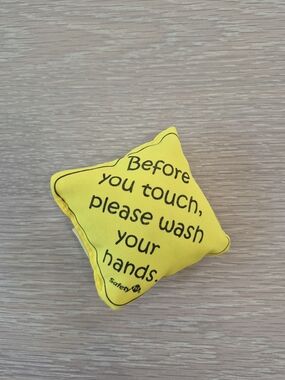 Before
you touch,
please wash
your
hands.
Safety 1st